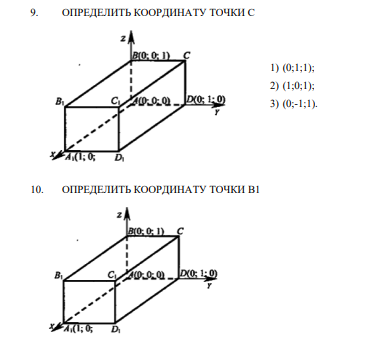 9. ОПРЕДЕЛИТЬ КООРДИНАТУ ТОЧКИ С
Z
B(0; 0; 1) C
1) (0;1;1);
2) (1;0;1);
3) (0;-1;1).
B₁ C₁ A(0; 0; 0) D(0; 1; 0)
Y
X A₁(1; 0; D₁
10. ОПРЕДЕЛИТЬ КООРДИНАТУ ТОЧКИ В1
Z
B(0; 0; 1) C
B₁ C₁ A(0; 0; 0) D(0; 1; 0)
Y
X A₁(1; 0; D₁